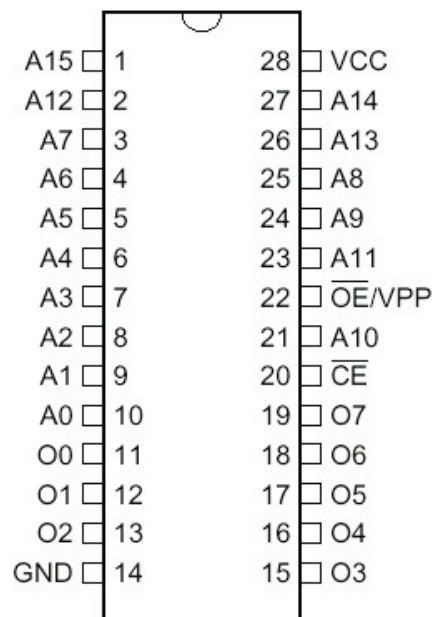 A15 1 28 VCC
A12 2 27 A14
A7 3 26 A13
A6 4 25 A8
A5 5 24 A9
A4 6 23 A11
A3 7 22 O̅E̅/VPP
A2 8 21 A10
A1 9 20 C̅E̅
A0 10 19 O7
O0 11 18 O6
O1 12 17 O5
O2 13 16 O4
GND 14 15 O3